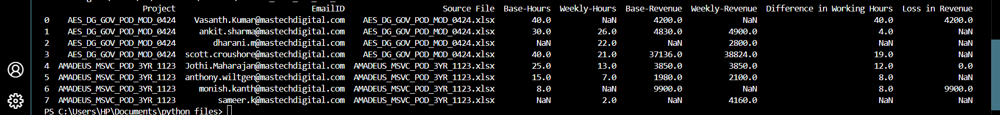 Project EmailID Source File Base-Hours Weekly-Hours Base-Revenue Weekly-Revenue Difference in Working Hours Loss in Revenue
0 AES_DG_GOV_POD_MOD_0424 Vasanth.Kumar@mastechdigital.com AES_DG_GOV_POD_MOD_0424.xlsx 40.0 NaN 4200.0 NaN 40.0 4200.0
1 AES_DG_GOV_POD_MOD_0424 ankit.sharma@mastechdigital.com AES_DG_GOV_POD_MOD_0424.xlsx 30.0 26.0 4830.0 4900.0 4.0 NaN
2 AES_DG_GOV_POD_MOD_0424 dharani.m@mastechdigital.com AES_DG_GOV_POD_MOD_0424.xlsx NaN 22.0 NaN 2800.0 NaN NaN
3 AES_DG_GOV_POD_MOD_0424 scott.croushore@mastechdigital.com AES_DG_GOV_POD_MOD_0424.xlsx 40.0 21.0 37136.0 38824.0 19.0 NaN
4 AMADEUS_MSVC_POD_3YR_1123 Jothi.Maharajan@mastechdigital.com AMADEUS_MSVC_POD_3YR_1123.xlsx 25.0 13.0 3850.0 3850.0 12.0 0.0
5 AMADEUS_MSVC_POD_3YR_1123 anthony.wiltgen@mastechdigital.com AMADEUS_MSVC_POD_3YR_1123.xlsx 15.0 7.0 1980.0 2100.0 8.0 NaN
6 AMADEUS_MSVC_POD_3YR_1123 monish.kanth@mastechdigital.com AMADEUS_MSVC_POD_3YR_1123.xlsx 8.0 NaN 9900.0 NaN 8.0 9900.0
7 AMADEUS_MSVC_POD_3YR_1123 sameer.k@mastechdigital.com AMADEUS_MSVC_POD_3YR_1123.xlsx NaN 2.0 NaN 4160.0 NaN NaN
PS C:\Users\HP\Documents\python files>